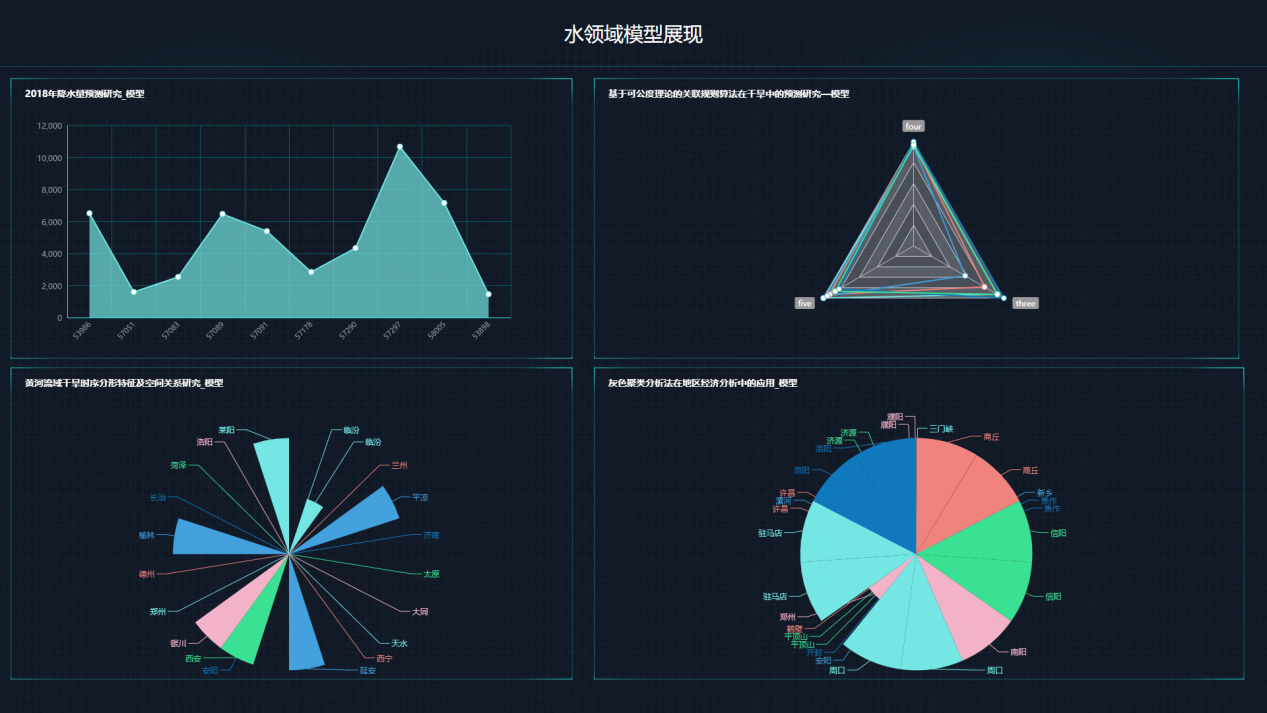 水领域模型展现
2018年降水量预测研究_模型
12,000
10,000
8,000
6,000
4,000
2,000
0
53986
57051
57083
57089
57091
57178
57290
57297
58005
53898
基于可公度理论的关联规则算法在干旱中的预测研究—模型
four
five
three
黄河流域干旱时序分形特征及空间关系研究_模型
莱阳
临汾
洛阳
临汾
菏泽
兰州
长治
平凉
榆林
济南
德州
太原
郑州
大同
银川
天水
西安
西宁
安阳
延安
灰色聚类分析法在地区经济分析中的应用_模型
濮阳
濮阳
三门峡
济源
商丘
济源
洛阳
洛阳
商丘
许昌
新乡
漯河
焦作
许昌
焦作
驻马店
信阳
驻马店
信阳
郑州
鹤壁
平顶山
平顶山
开封
南阳
安阳
周口
周口